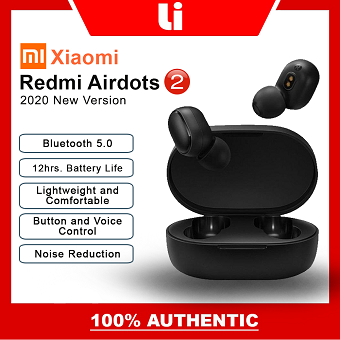 Li
mi Xiaomi
Redmi Airdots 2
2020 New Version
Bluetooth 5.0
12hrs. Battery Life
Lightweight and
Comfortable
Button and Voice
Control
Noise Reduction
100% AUTHENTIC